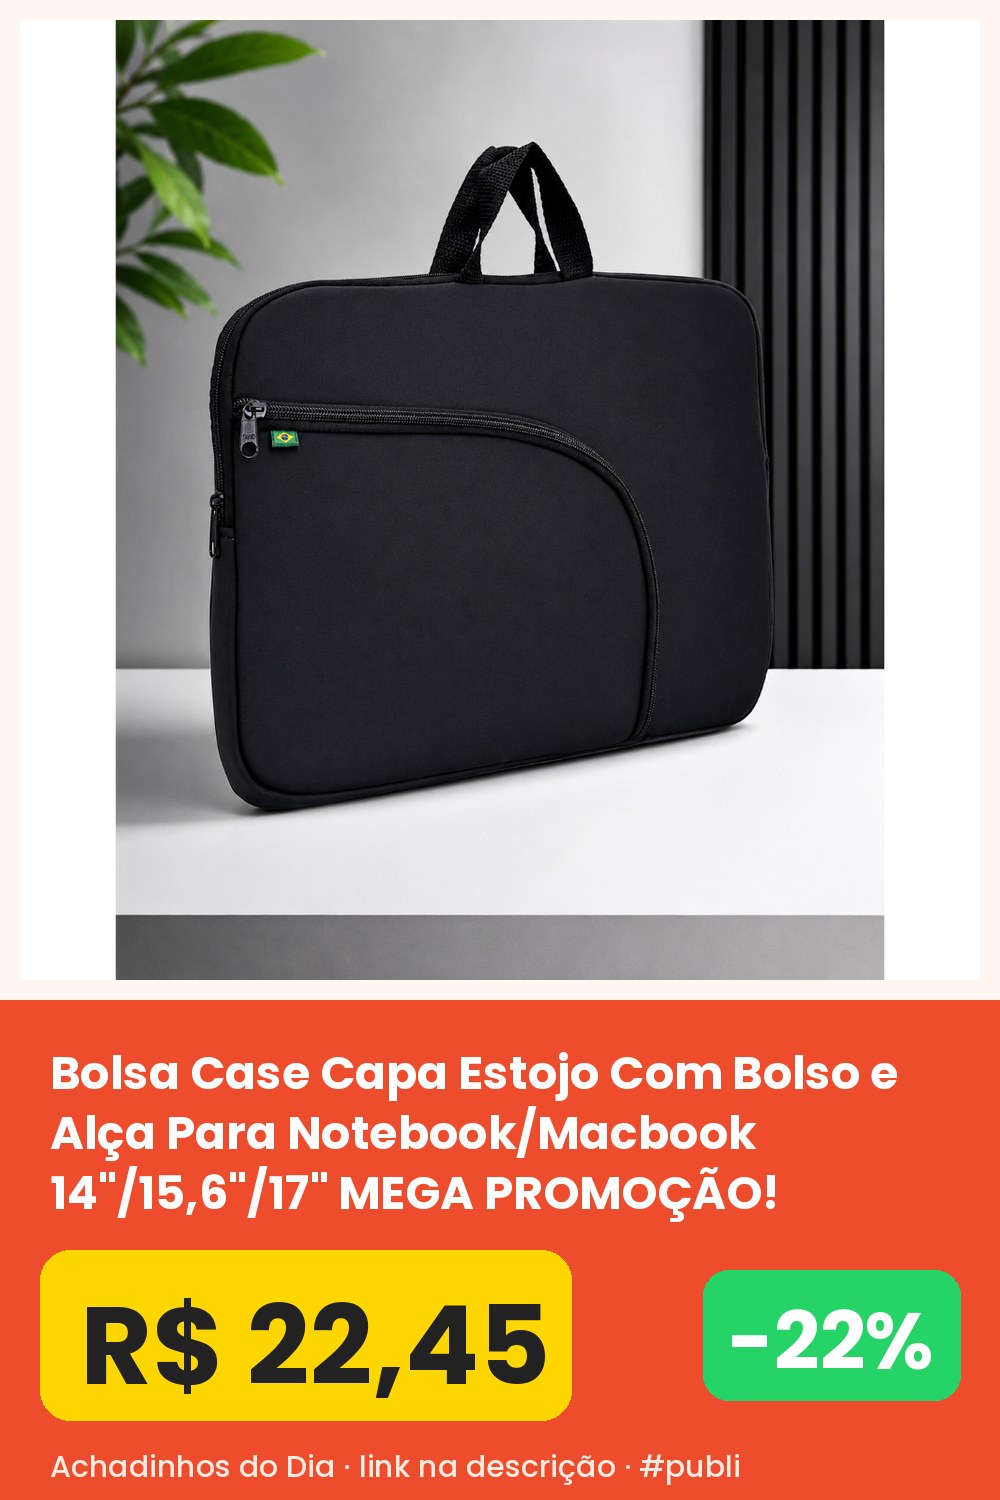 Bolsa Case Capa Estojo Com Bolso e
Alça Para Notebook/Macbook
14"/15,6"/17" MEGA PROMOÇÃO!
R$ 22,45
-22%
Achadinhos do Dia · link na descrição · #publi